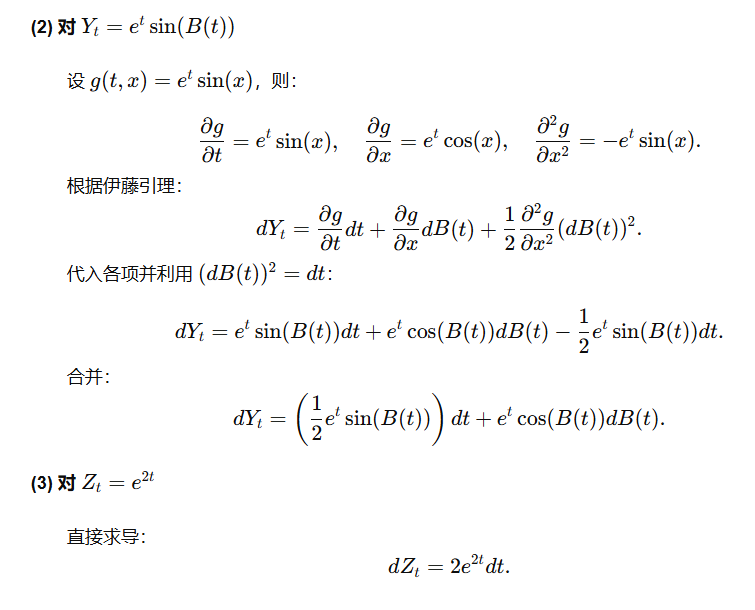 (2) 对 $Y_t = e^t \sin(B(t))$
设 $g(t, x) = e^t \sin(x)$，则：
$\frac{\partial g}{\partial t} = e^t \sin(x), \quad \frac{\partial g}{\partial x} = e^t \cos(x), \quad \frac{\partial^2 g}{\partial x^2} = -e^t \sin(x).$
根据伊藤引理：
$dY_t = \frac{\partial g}{\partial t} dt + \frac{\partial g}{\partial x} dB(t) + \frac{1}{2} \frac{\partial^2 g}{\partial x^2} (dB(t))^2.$
代入各项并利用 $(dB(t))^2 = dt$：
$dY_t = e^t \sin(B(t))dt + e^t \cos(B(t))dB(t) - \frac{1}{2} e^t \sin(B(t))dt.$
合并：
$dY_t = \left( \frac{1}{2} e^t \sin(B(t)) \right) dt + e^t \cos(B(t))dB(t).$
(3) 对 $Z_t = e^{2t}$
直接求导：
$dZ_t = 2e^{2t} dt.$